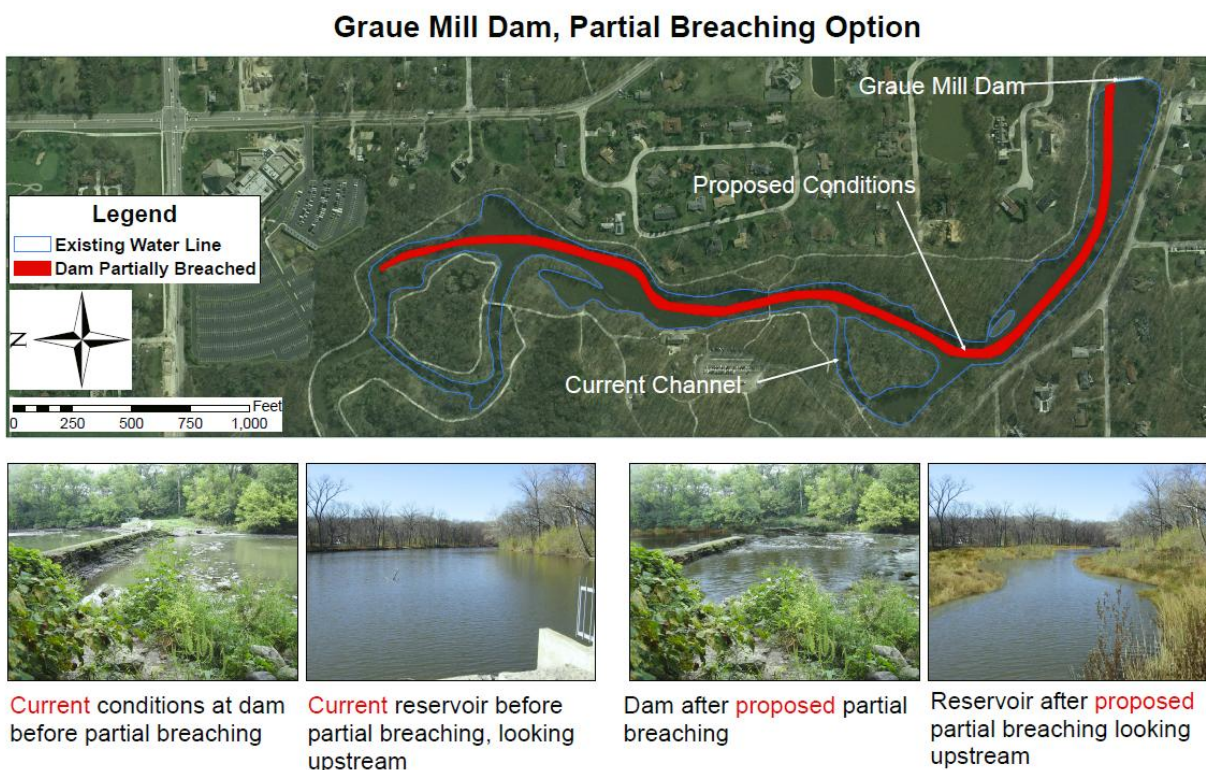 Graue Mill Dam, Partial Breaching Option
Graue Mill Dam
Proposed Conditions
Current Channel
Legend
Existing Water Line
Dam Partially Breached
N
Feet
0 250 500 750 1,000
Current conditions at dam
before partial breaching
Current reservoir before
partial breaching, looking
upstream
Dam after proposed partial
breaching
Reservoir after proposed
partial breaching looking
upstream